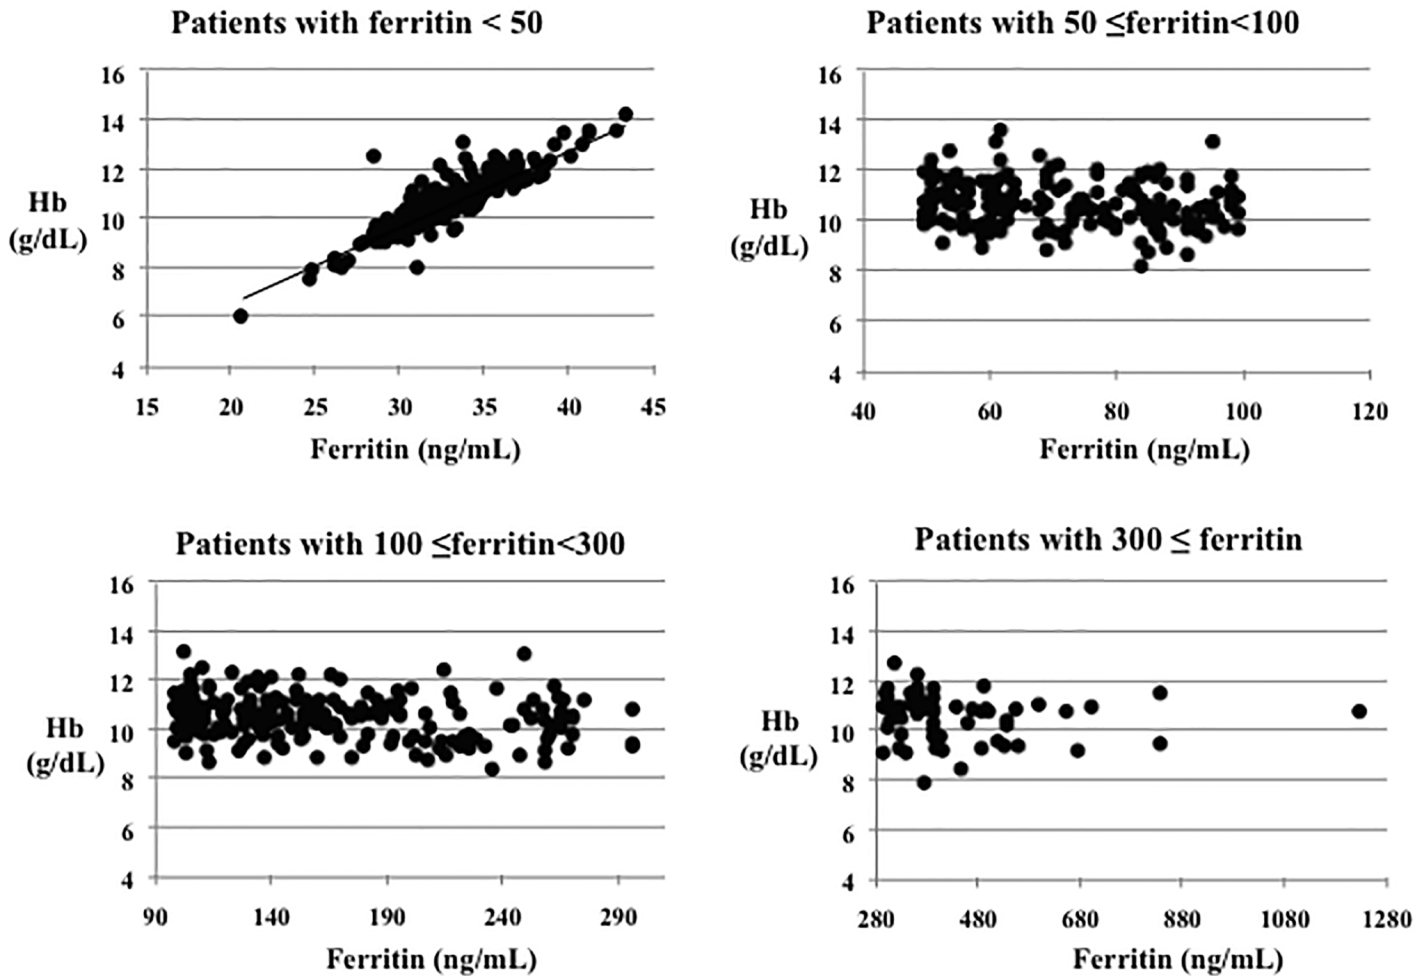 Patients with ferritin < 50
16
14
12
10
8
6
4
Hb
(g/dL)
15 20 25 30 35 40 45
Ferritin (ng/mL)
Patients with 50 ≤ferritin<100
16
14
12
10
8
6
4
Hb
(g/dL)
40 60 80 100 120
Ferritin (ng/mL)
Patients with 100 ≤ferritin<300
16
14
12
10
8
6
4
Hb
(g/dL)
90 140 190 240 290
Ferritin (ng/mL)
Patients with 300 ≤ ferritin
16
14
12
10
8
6
4
Hb
(g/dL)
280 480 680 880 1080 1280
Ferritin (ng/mL)